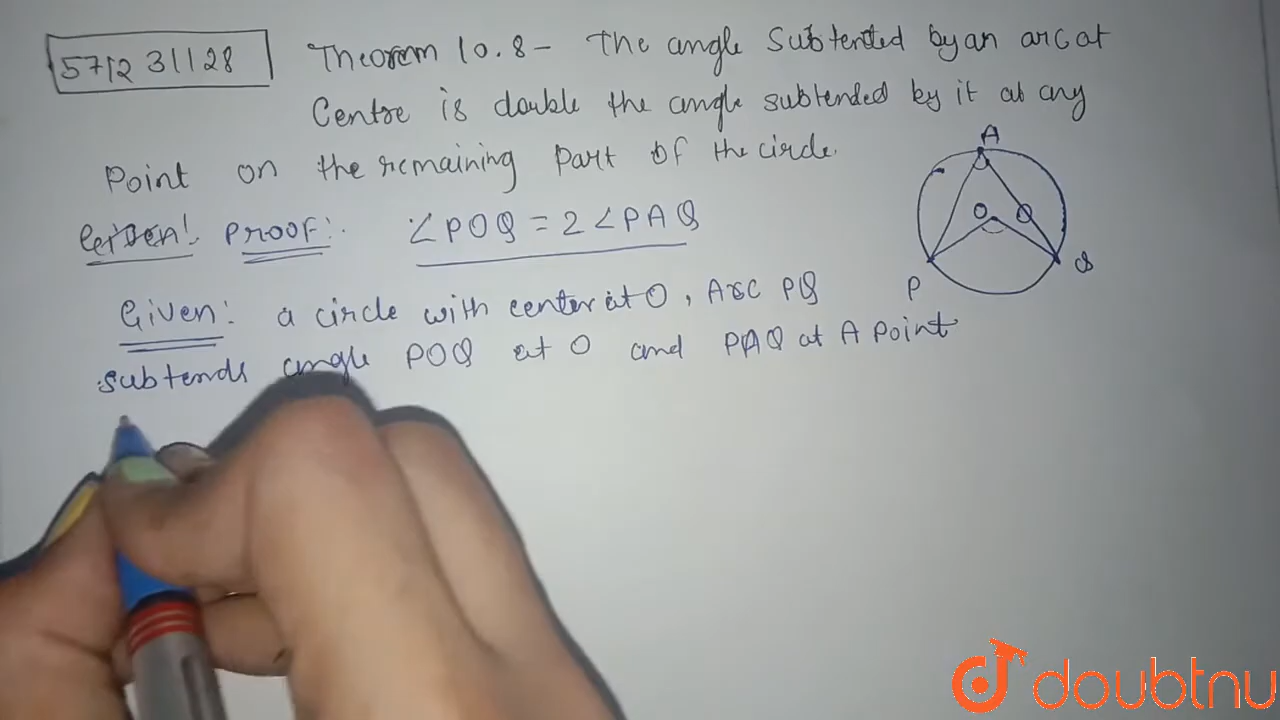 571231128
Theorem 10.8- The angle Subtended by an arc at
Centre is double the angle subtended by it at any
Point on the remaining Part of the circle.
Proof:. ∠POQ = 2∠PAQ
Given: a circle with center at O, Arc PQ
subtends angle POQ at O and PAQ at A point
A
O
P
Q
doubtnut